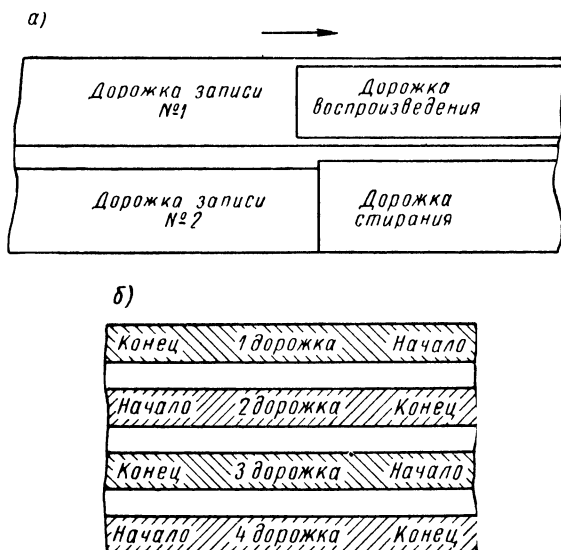 а)
Дорожка записи
№1
Дорожка
воспроизведения
Дорожка записи
№2
Дорожка
стирания
б)
Конец 1 дорожка Начало
Начало 2 дорожка Конец
Конец 3 дорожка Начало
Начало 4 дорожка Конец